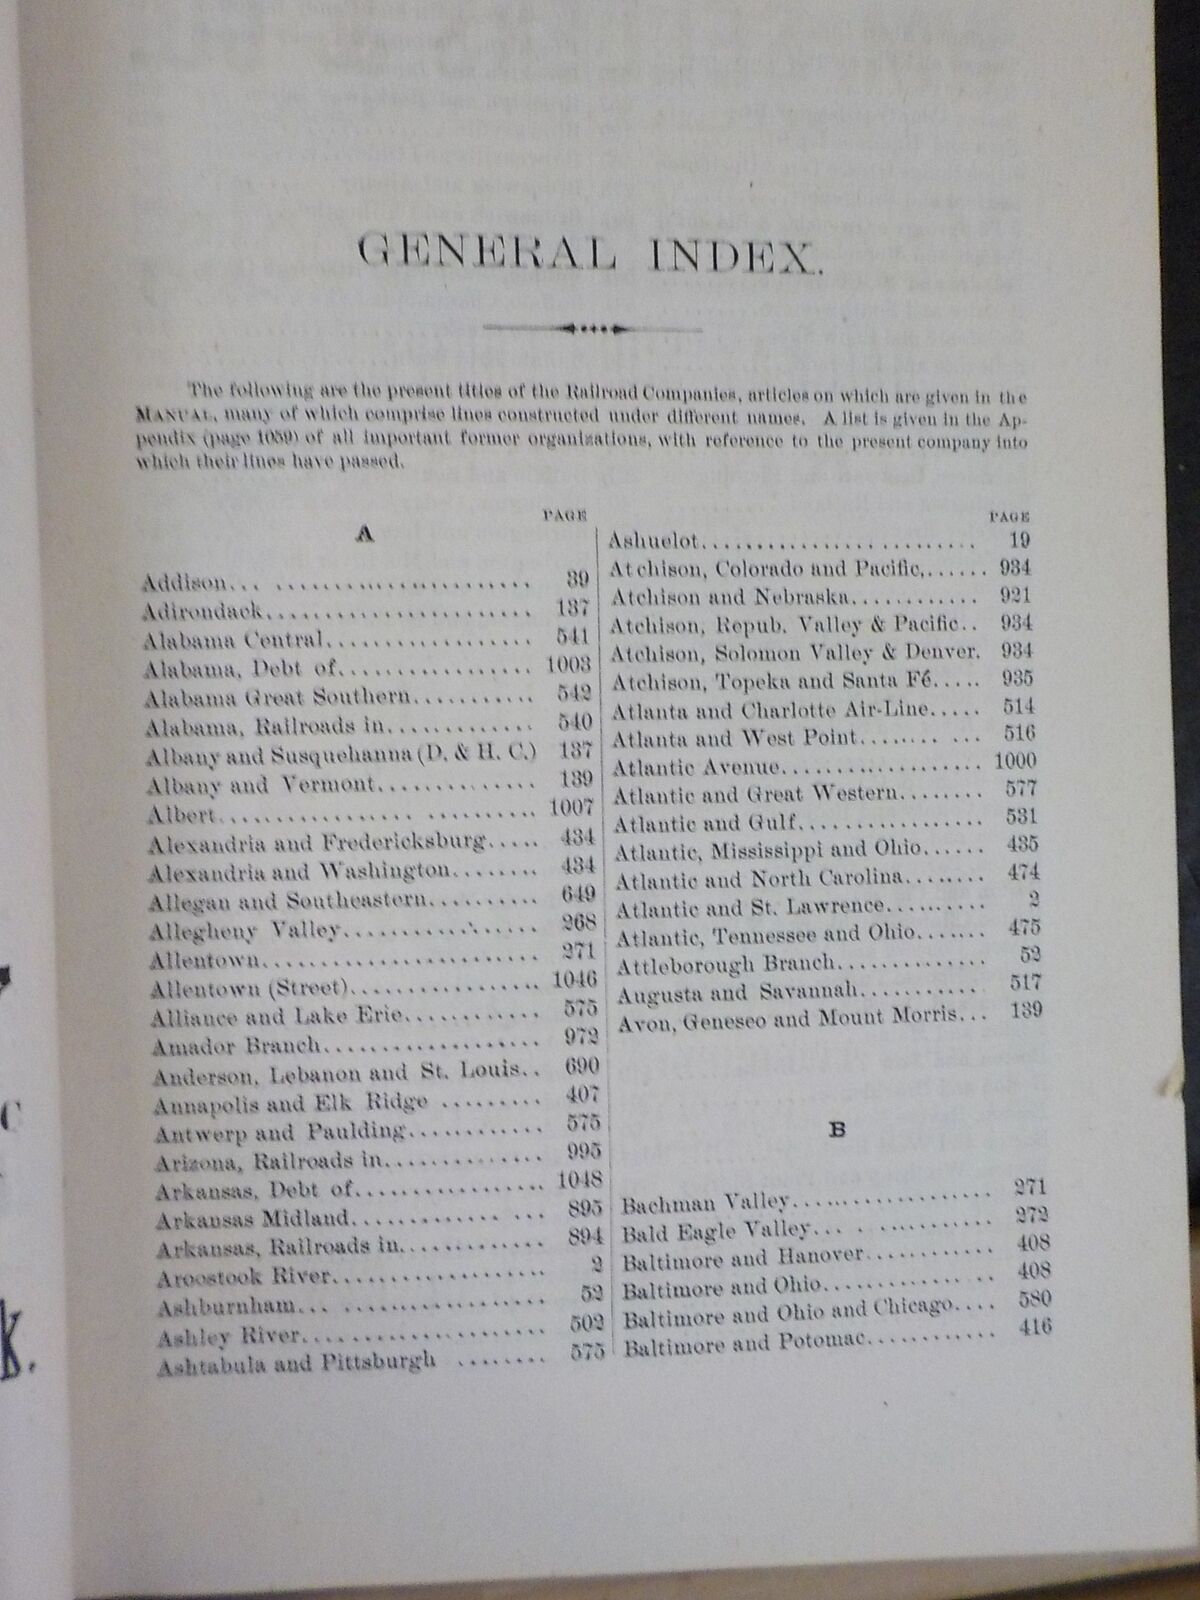 GENERAL INDEX.
The following are the present titles of the Railroad Companies, articles on which are given in the
MANUAL, many of which comprise lines constructed under different names. A list is given in the Ap-
pendix (page 1059) of all important former organizations, with reference to the present company into
which their lines have passed.
PAGE
A
Addison... ........................... 39
Adirondack........................... 137
Alabama Central.................. 541
Alabama, Debt of................. 1003
Alabama Great Southern........... 542
Alabama, Railroads in............. 540
Albany and Susquehanna (D. & H. C.) 137
Albany and Vermont.............. 139
Albert................. .......... 1007
Alexandria and Fredericksburg..... 434
Alexandria and Washington........ 434
Allegan and Southeastern.......... 649
Allegheny Valley.................. 268
Allentown........................ 271
Allentown (Street)................. 1046
Alliance and Lake Erie............ 575
Amador Branch................... 972
Anderson, Lebanon and St. Louis.. 690
Annapolis and Elk Ridge ......... 407
Antwerp and Paulding............ 575
Arizona, Railroads in.............. 995
Arkansas, Debt of................. 1048
Arkansas Midland............. ... 895
Arkansas, Railroads in............ 894
Aroostook River................... 2
Ashburnham... .................. 52
Ashley River...................... 502
Ashtabula and Pittsburgh ........ 575
PAGE
Ashuelot......................... 19
Atchison, Colorado and Pacific,...... 934
Atchison and Nebraska............ 921
Atchison, Repub. Valley & Pacific.. 934
Atchison, Solomon Valley & Denver. 934
Atchison, Topeka and Santa Fé..... 935
Atlanta and Charlotte Air-Line..... 514
Atlanta and West Point........ ... 516
Atlantic Avenue................... 1000
Atlantic and Great Western........ 577
Atlantic and Gulf................. 531
Atlantic, Mississippi and Ohio...... 435
Atlantic and North Carolina........ 474
Atlantic and St. Lawrence.......... 2
Atlantic, Tennessee and Ohio....... 475
Attleborough Branch.............. 52
Augusta and Savannah............ 517
Avon, Geneseo and Mount Morris... 139
B
Bachman Valley.................. 271
Bald Eagle Valley... . ........... 272
Baltimore and Hanover............ 408
Baltimore and Ohio............... 408
Baltimore and Ohio and Chicago.... 580
Baltimore and Potomac............ 416